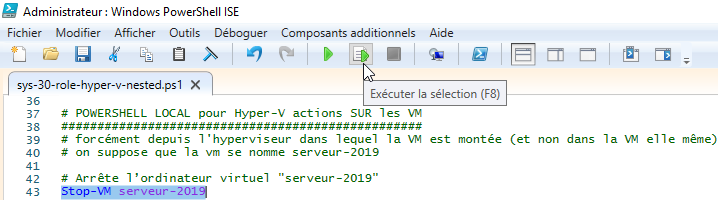 Administrateur : Windows PowerShell ISE
Fichier Modifier Afficher Outils Déboguer Composants additionnels Aide
sys-30-role-hyper-v-nested.ps1 X
Exécuter la sélection (F8)
36
37 # POWERSHELL LOCAL pour Hyper-V actions SUR les VM
38 ##################################################
39 # forcément depuis l'hyperviseur dans lequel la VM est montée (et non dans la VM elle même)
40 # on suppose que la vm se nomme serveur-2019
41
42 # Arrête l'ordinateur virtuel "serveur-2019"
43 Stop-VM serveur-2019